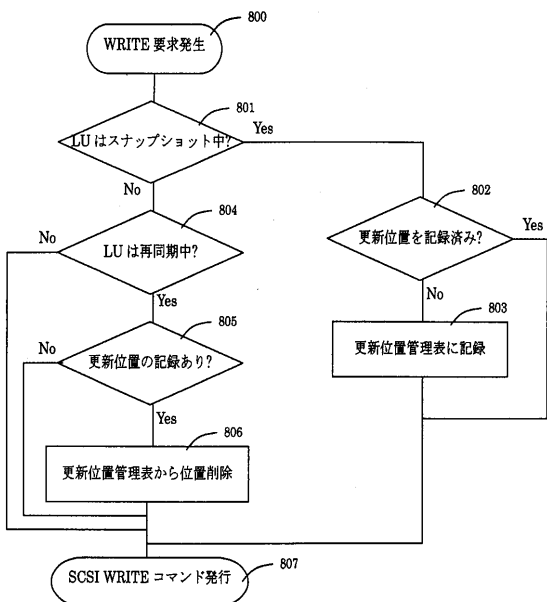 800
WRITE 要求発生
801
LUはスナップショット中?
Yes
No
802
804
No
更新位置を記録済み?
Yes
LUは再同期中?
No
803
Yes
805
更新位置管理表に記録
No
更新位置の記録あり?
Yes
806
更新位置管理表から位置削除
SCSI WRITE コマンド発行
807